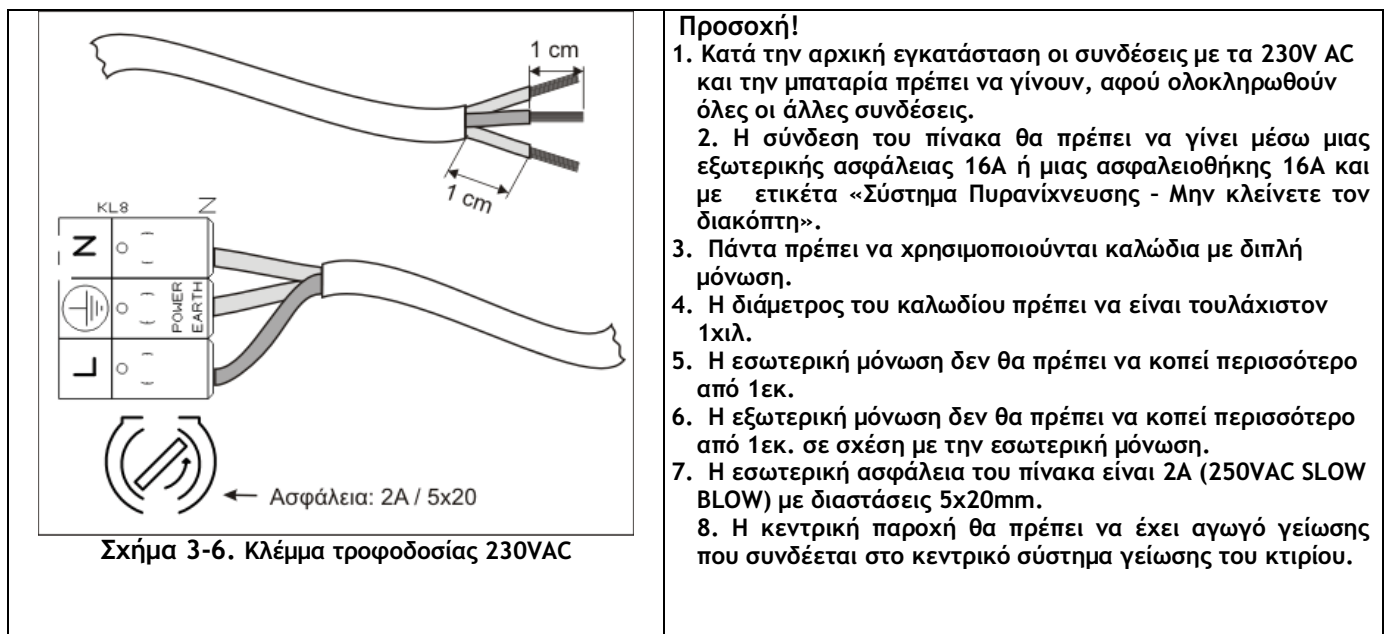 1 cm
1 cm
KL8
Z
N
POWER
EARTH
L
Ασφάλεια: 2A / 5x20
Σχήμα 3-6. Κλέμμα τροφοδοσίας 230VAC
Προσοχή!
1. Κατά την αρχική εγκατάσταση οι συνδέσεις με τα 230V AC
και την μπαταρία πρέπει να γίνουν, αφού ολοκληρωθούν
όλες οι άλλες συνδέσεις.
2. Η σύνδεση του πίνακα θα πρέπει να γίνει μέσω μιας
εξωτερικής ασφάλειας 16Α ή μιας ασφαλειοθήκης 16Α και
με ετικέτα «Σύστημα Πυρανίχνευσης – Μην κλείνετε τον
διακόπτη».
3. Πάντα πρέπει να χρησιμοποιούνται καλώδια με διπλή
μόνωση.
4. Η διάμετρος του καλωδίου πρέπει να είναι τουλάχιστον
1χιλ.
5. Η εσωτερική μόνωση δεν θα πρέπει να κοπεί περισσότερο
από 1εκ.
6. Η εξωτερική μόνωση δεν θα πρέπει να κοπεί περισσότερο
από 1εκ. σε σχέση με την εσωτερική μόνωση.
7. Η εσωτερική ασφάλεια του πίνακα είναι 2Α (250VAC SLOW
BLOW) με διαστάσεις 5x20mm.
8. Η κεντρική παροχή θα πρέπει να έχει αγωγό γείωσης
που συνδέεται στο κεντρικό σύστημα γείωσης του κτιρίου.